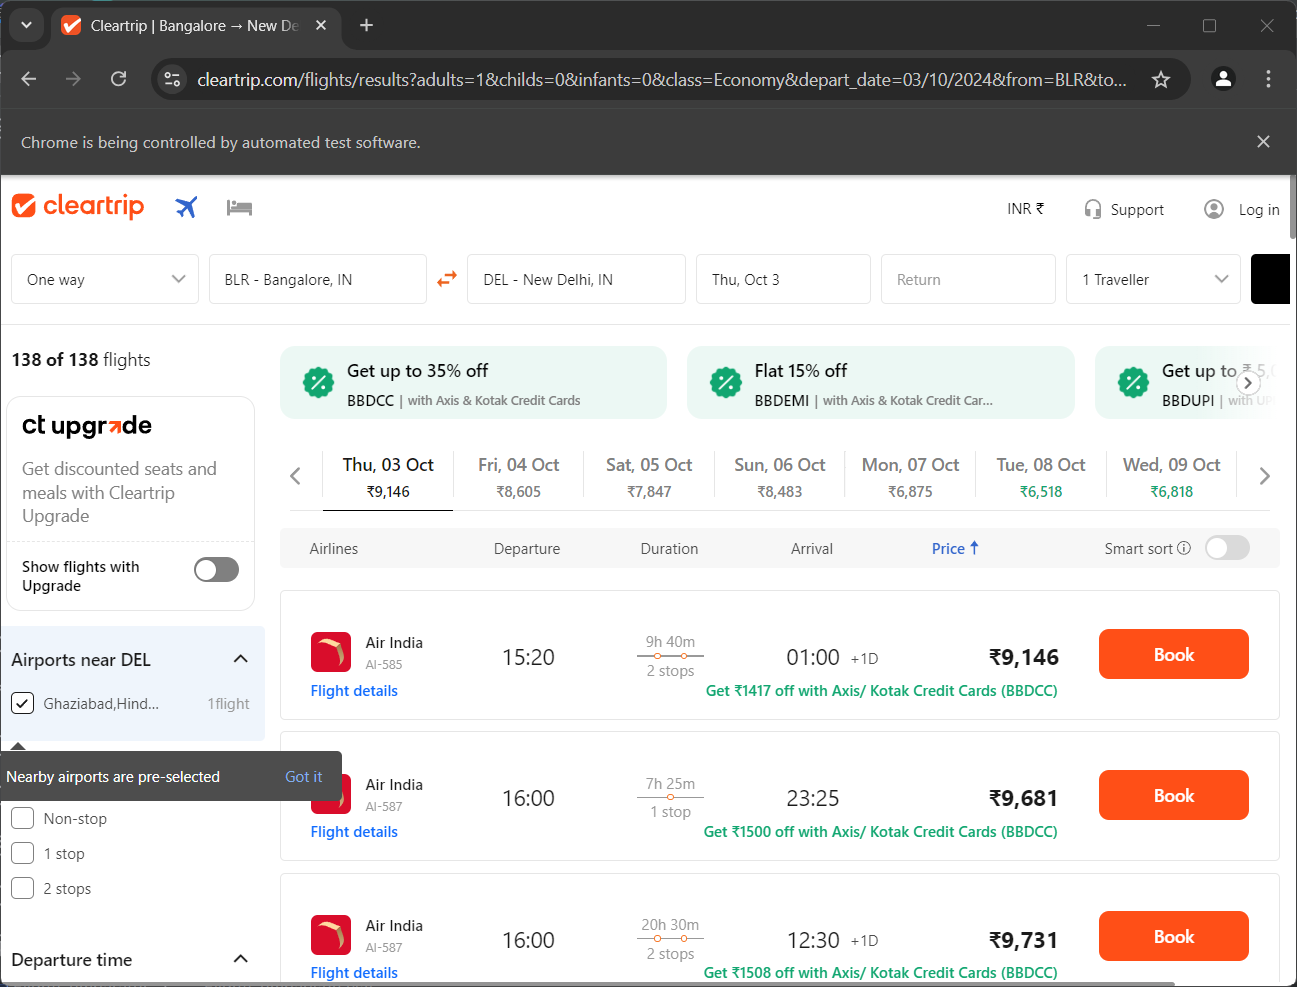 Cleartrip | Bangalore → New De
cleartrip.com/flights/results?adults=1&childs=0&infants=0&class=Economy&depart_date=03/10/2024&from=BLR&to...
Chrome is being controlled by automated test software.
cleartrip
INR ₹
Support
Log in
One way
BLR - Bangalore, IN
DEL - New Delhi, IN
Thu, Oct 3
Return
1 Traveller
138 of 138 flights
Get up to 35% off
BBDCC | with Axis & Kotak Credit Cards
Flat 15% off
BBDEMI | with Axis & Kotak Credit Car...
Get up to ₹ 5,0
BBDUPI | with UP
ct upgrade
Get discounted seats and
meals with Cleartrip
Upgrade
Show flights with
Upgrade
Thu, 03 Oct
₹9,146
Fri, 04 Oct
₹8,605
Sat, 05 Oct
₹7,847
Sun, 06 Oct
₹8,483
Mon, 07 Oct
₹6,875
Tue, 08 Oct
₹6,518
Wed, 09 Oct
₹6,818
Airlines
Departure
Duration
Arrival
Price
Smart sort
Airports near DEL
Ghaziabad,Hind...
1flight
Nearby airports are pre-selected
Got it
Non-stop
1 stop
2 stops
Departure time
Air India
AI-585
Flight details
15:20
9h 40m
2 stops
01:00 +1D
₹9,146
Get ₹1417 off with Axis/ Kotak Credit Cards (BBDCC)
Book
Air India
AI-587
Flight details
16:00
7h 25m
1 stop
23:25
₹9,681
Get ₹1500 off with Axis/ Kotak Credit Cards (BBDCC)
Book
Air India
AI-587
Flight details
16:00
20h 30m
2 stops
12:30 +1D
₹9,731
Get ₹1508 off with Axis/ Kotak Credit Cards (BBDCC)
Book